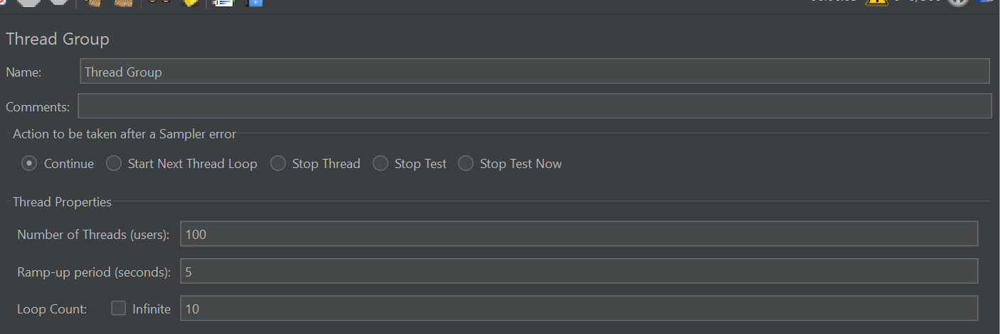 Thread Group
Name: Thread Group
Comments:
Action to be taken after a Sampler error
Continue Start Next Thread Loop Stop Thread Stop Test Stop Test Now
Thread Properties
Number of Threads (users): 100
Ramp-up period (seconds): 5
Loop Count: Infinite 10